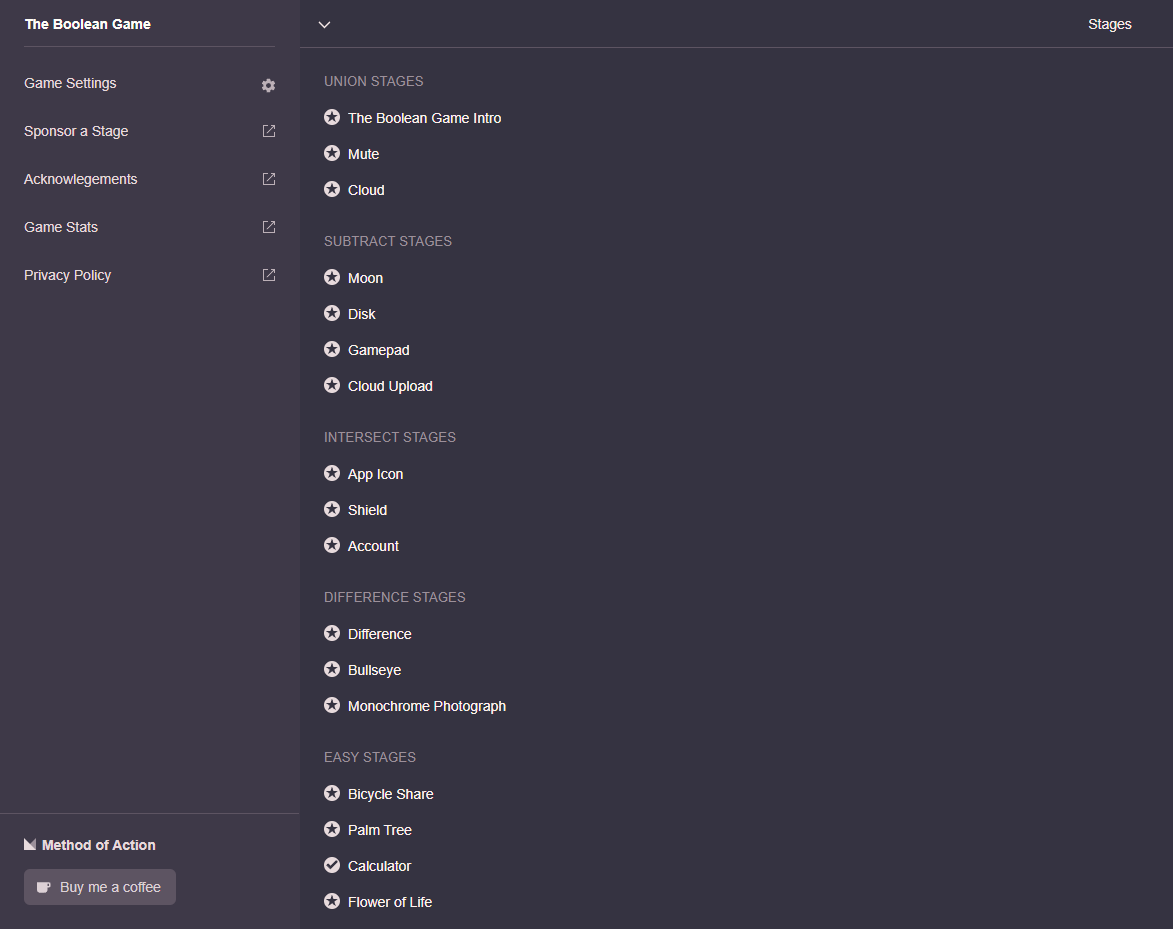 The Boolean Game
Game Settings
Sponsor a Stage
Acknowlegements
Game Stats
Privacy Policy
Method of Action
Buy me a coffee
Stages
UNION STAGES
The Boolean Game Intro
Mute
Cloud
SUBTRACT STAGES
Moon
Disk
Gamepad
Cloud Upload
INTERSECT STAGES
App Icon
Shield
Account
DIFFERENCE STAGES
Difference
Bullseye
Monochrome Photograph
EASY STAGES
Bicycle Share
Palm Tree
Calculator
Flower of Life